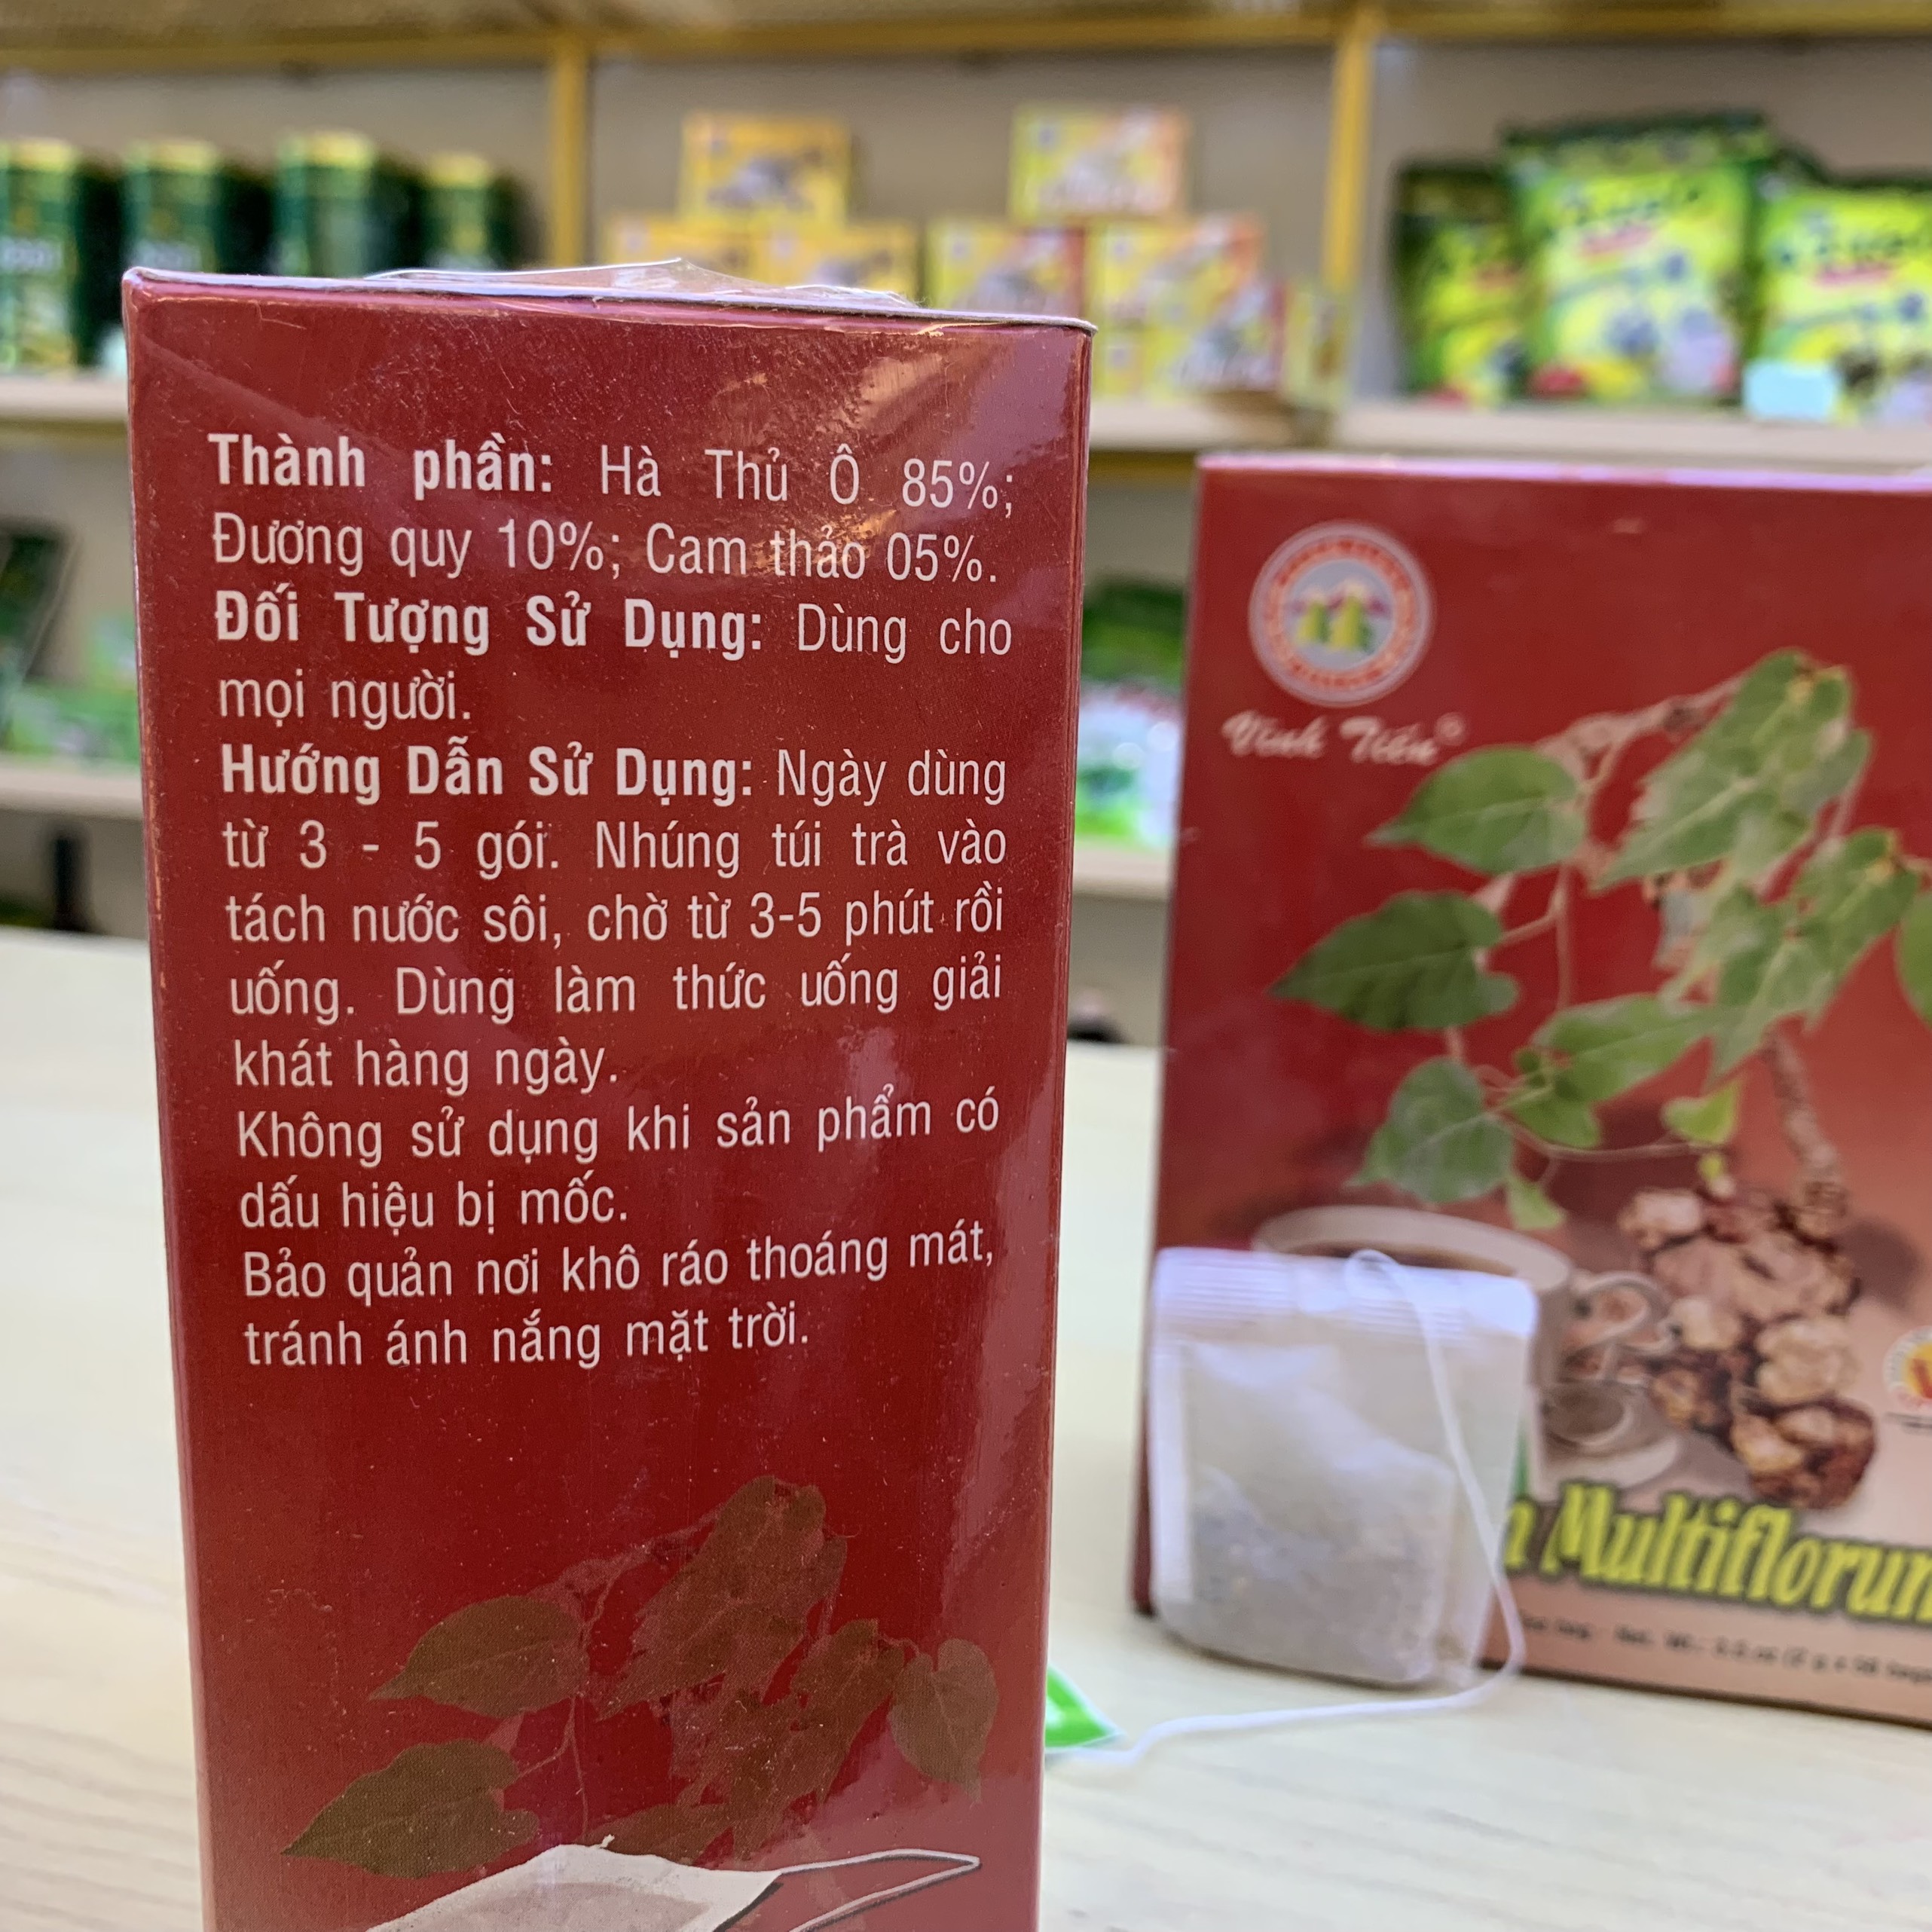 Thành phần: Hà Thủ Ô 85%;
Đương quy 10%; Cam thảo 05%.
Đối Tượng Sử Dụng: Dùng cho
mọi người.
Hướng Dẫn Sử Dụng: Ngày dùng
từ 3 - 5 gói. Nhúng túi trà vào
tách nước sôi, chờ từ 3-5 phút rồi
uống. Dùng làm thức uống giải
khát hàng ngày.
Không sử dụng khi sản phẩm có
dấu hiệu bị mốc.
Bảo quản nơi khô ráo thoáng mát,
tránh ánh nắng mặt trời.
Vĩnh Tiến®
Multiflorum